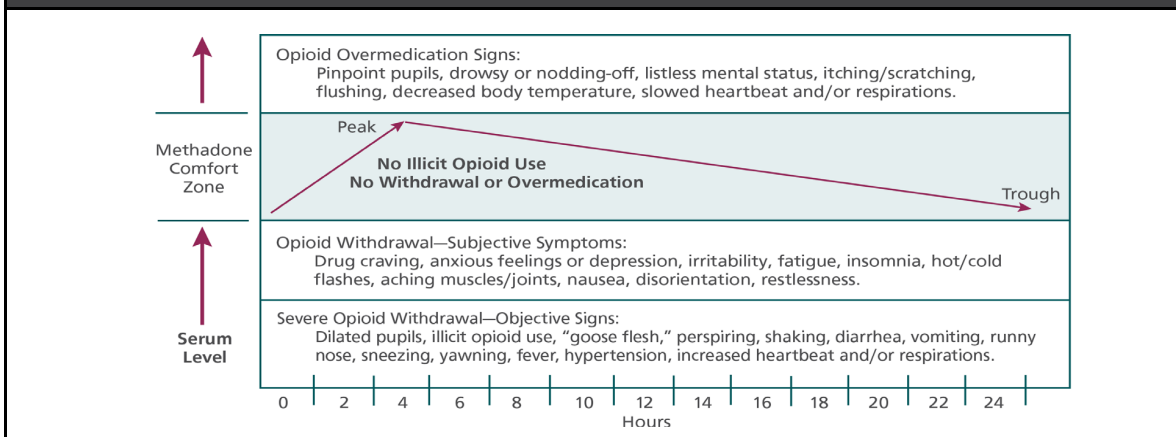 Opioid Overmedication Signs:
Pinpoint pupils, drowsy or nodding-off, listless mental status, itching/scratching,
flushing, decreased body temperature, slowed heartbeat and/or respirations.
Methadone
Comfort
Zone
Peak
No Illicit Opioid Use
No Withdrawal or Overmedication
Trough
Opioid Withdrawal—Subjective Symptoms:
Drug craving, anxious feelings or depression, irritability, fatigue, insomnia, hot/cold
flashes, aching muscles/joints, nausea, disorientation, restlessness.
Serum
Level
Severe Opioid Withdrawal—Objective Signs:
Dilated pupils, illicit opioid use, “goose flesh,” perspiring, shaking, diarrhea, vomiting, runny
nose, sneezing, yawning, fever, hypertension, increased heartbeat and/or respirations.
0 2 4 6 8 10 12 14 16 18 20 22 24
Hours